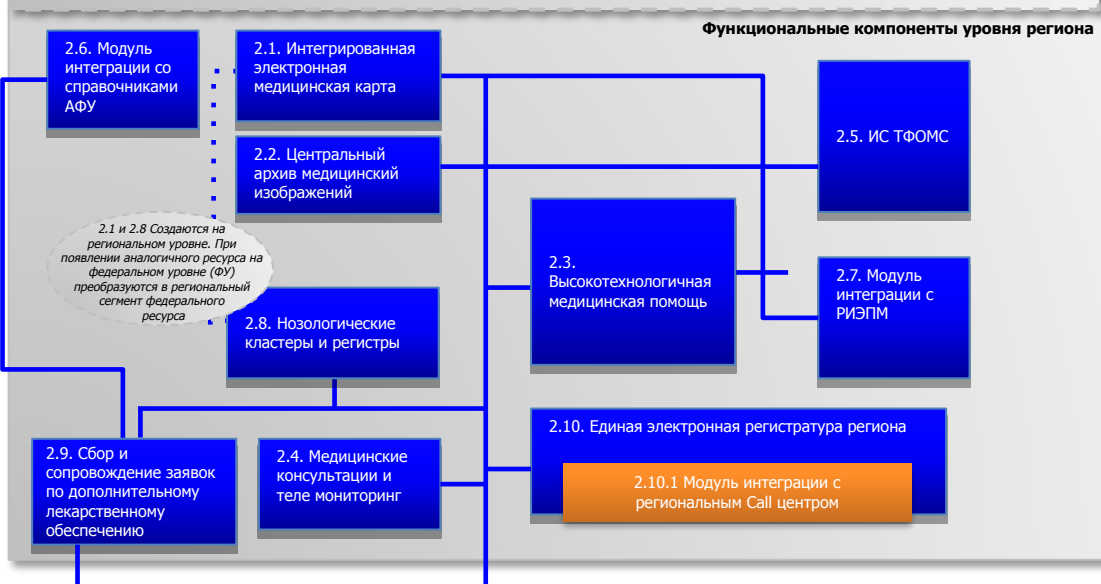 Функциональные компоненты уровня региона
2.6. Модуль
интеграции со
справочниками
АФУ
2.1. Интегрированная
электронная
медицинская карта
2.2. Центральный
архив медицинский
изображений
2.5. ИС ТФОМС
2.1 и 2.8 Создаются на
региональном уровне. При
появлении аналогичного ресурса на
федеральном уровне (ФУ)
преобразуются в региональный
сегмент федерального
ресурса
2.3.
Высокотехнологичная
медицинская помощь
2.7. Модуль
интеграции с
РИЭПМ
2.8. Нозологические
кластеры и регистры
2.9. Сбор и
сопровождение заявок
по дополнительному
лекарственному
обеспечению
2.4. Медицинские
консультации и
теле мониторинг
2.10. Единая электронная регистратура региона
2.10.1 Модуль интеграции с
региональным Call центром